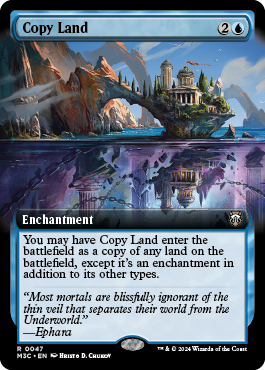 Copy Land 2
Enchantment
You may have Copy Land enter the
battlefield as a copy of any land on the
battlefield, except it's an enchantment in
addition to its other types.
“Most mortals are blissfully ignorant of the
thin veil that separates their world from the
Underworld.”
—Ephara
R 0047
M3C • EN Hristo D. Chukov
™ & © 2024 Wizards of the Coast